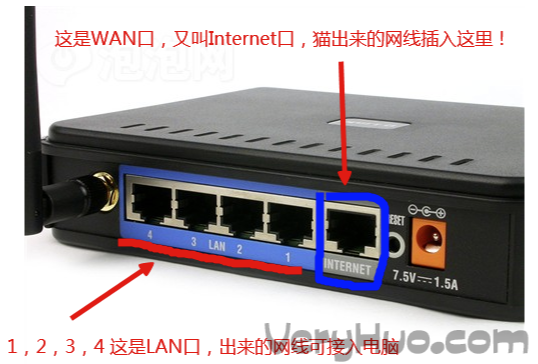 这是WAN口，又叫Internet口，猫出来的网线插入这里！
泡泡网
4 3 LAN 2 1
INTERNET
RESET
7.5V⎓1.5A
1，2，3，4 这是LAN口，出来的网线可接入电脑
VeryHuo.com